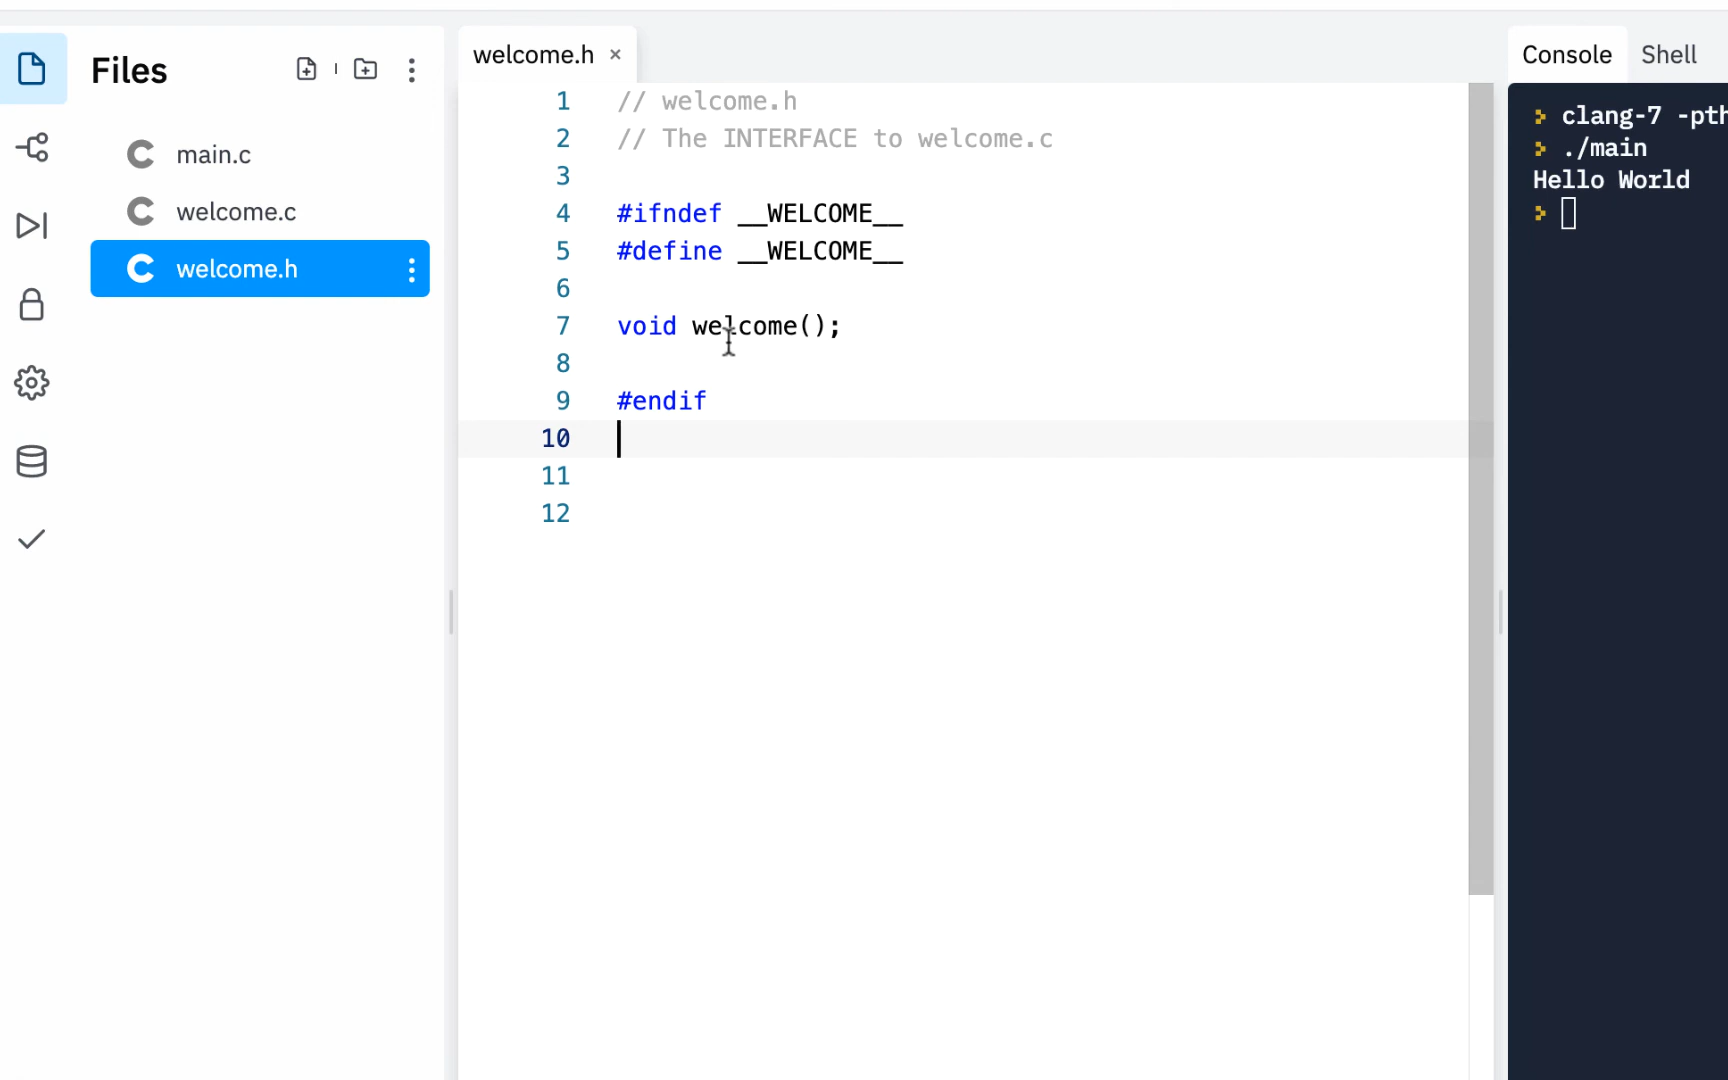 Files
main.c
welcome.c
welcome.h
welcome.h ×
1 // welcome.h
2 // The INTERFACE to welcome.c
3
4 #ifndef __WELCOME__
5 #define __WELCOME__
6
7 void welcome();
8
9 #endif
10
11
12
Console Shell
clang-7 -pth
./main
Hello World